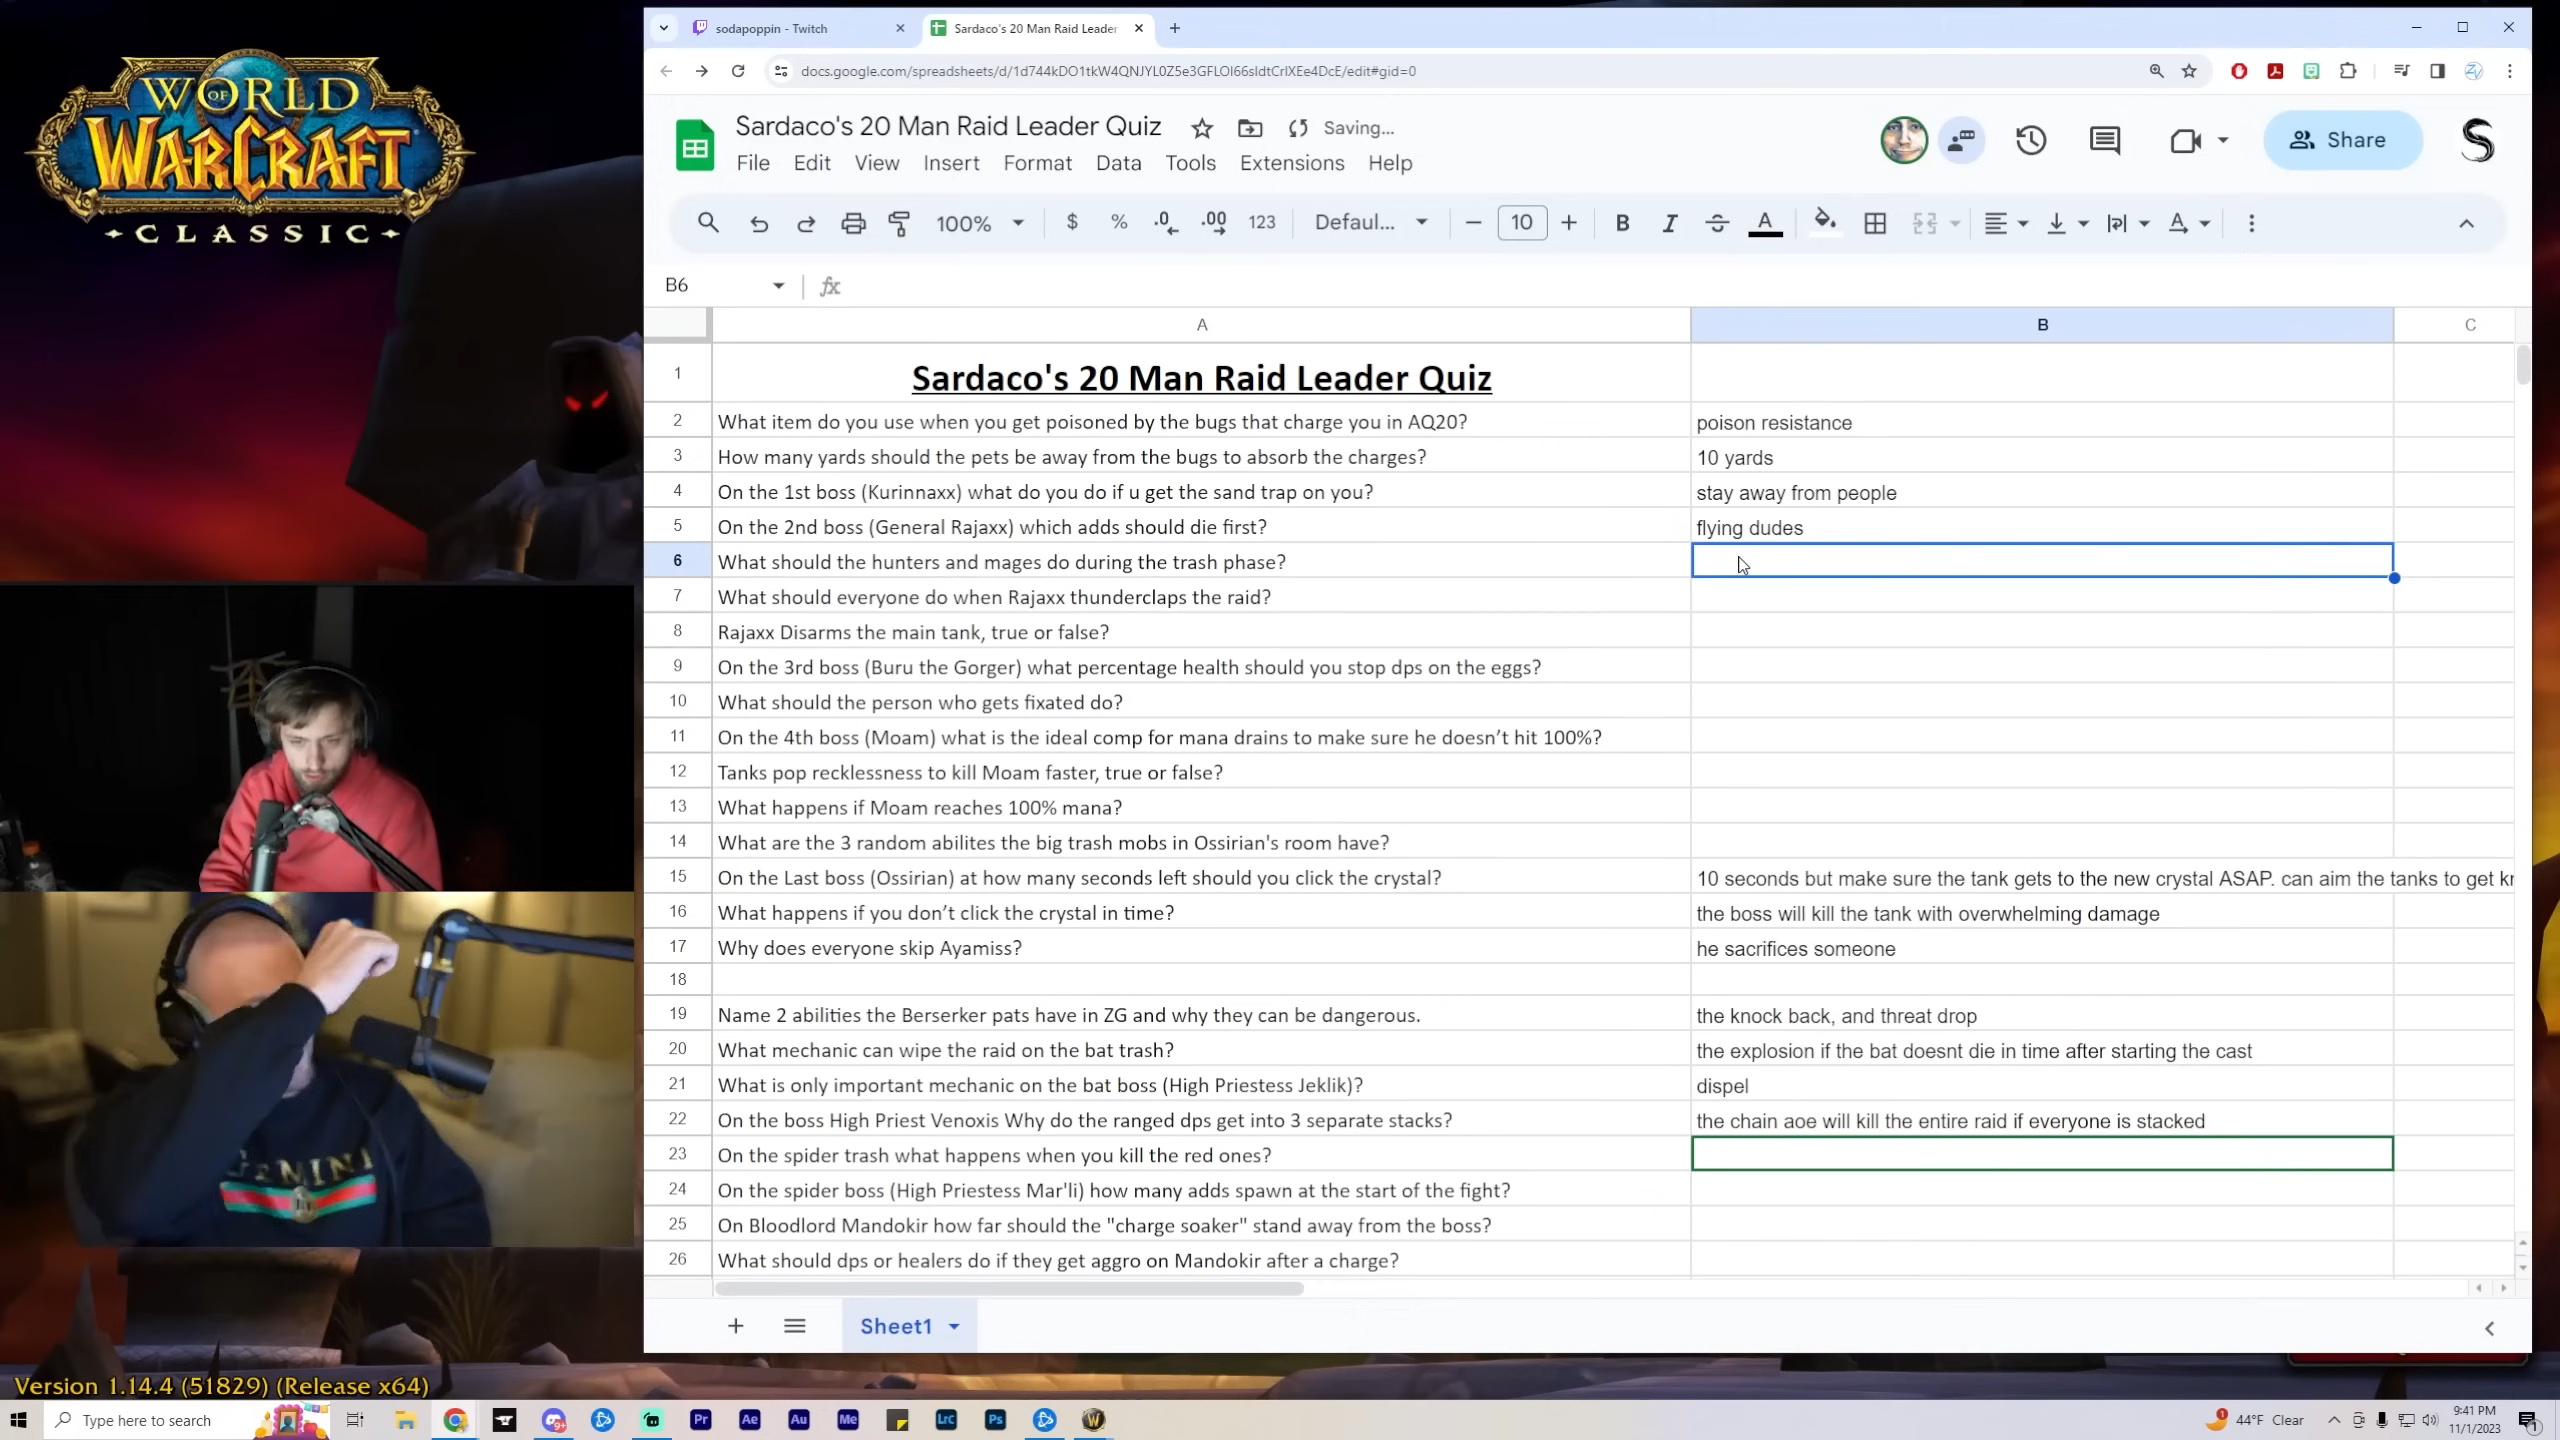 WORLD
OF
WARCRAFT
CLASSIC
sodapoppin - Twitch
Sardaco's 20 Man Raid Leader
docs.google.com/spreadsheets/d/1d744kDO1tkW4QNJYL0Z5e3GFLOI66sldtCrIXEe4DcE/edit#gid=0
Sardaco's 20 Man Raid Leader Quiz
Saving...
File Edit View Insert Format Data Tools Extensions Help
Share
100% $ % .0 .00 123 Defaul... 10 B I A
B6 fx
A B C
1 Sardaco's 20 Man Raid Leader Quiz
2 What item do you use when you get poisoned by the bugs that charge you in AQ20? poison resistance
3 How many yards should the pets be away from the bugs to absorb the charges? 10 yards
4 On the 1st boss (Kurinnaxx) what do you do if u get the sand trap on you? stay away from people
5 On the 2nd boss (General Rajaxx) which adds should die first? flying dudes
6 What should the hunters and mages do during the trash phase?
7 What should everyone do when Rajaxx thunderclaps the raid?
8 Rajaxx Disarms the main tank, true or false?
9 On the 3rd boss (Buru the Gorger) what percentage health should you stop dps on the eggs?
10 What should the person who gets fixated do?
11 On the 4th boss (Moam) what is the ideal comp for mana drains to make sure he doesn't hit 100%?
12 Tanks pop recklessness to kill Moam faster, true or false?
13 What happens if Moam reaches 100% mana?
14 What are the 3 random abilites the big trash mobs in Ossirian's room have?
15 On the Last boss (Ossirian) at how many seconds left should you click the crystal? 10 seconds but make sure the tank gets to the new crystal ASAP. can aim the tanks to get kr
16 What happens if you don't click the crystal in time? the boss will kill the tank with overwhelming damage
17 Why does everyone skip Ayamiss? he sacrifices someone
18
19 Name 2 abilities the Berserker pats have in ZG and why they can be dangerous. the knock back, and threat drop
20 What mechanic can wipe the raid on the bat trash? the explosion if the bat doesnt die in time after starting the cast
21 What is only important mechanic on the bat boss (High Priestess Jeklik)? dispel
22 On the boss High Priest Venoxis Why do the ranged dps get into 3 separate stacks? the chain aoe will kill the entire raid if everyone is stacked
23 On the spider trash what happens when you kill the red ones?
24 On the spider boss (High Priestess Mar'li) how many adds spawn at the start of the fight?
25 On Bloodlord Mandokir how far should the "charge soaker" stand away from the boss?
26 What should dps or healers do if they get aggro on Mandokir after a charge?
Sheet1
GEMINI
Version 1.14.4 (51829) (Release x64)
Type here to search
9+
Pr Ae Au Me LrC Ps
44°F Clear
9:41 PM
11/1/2023